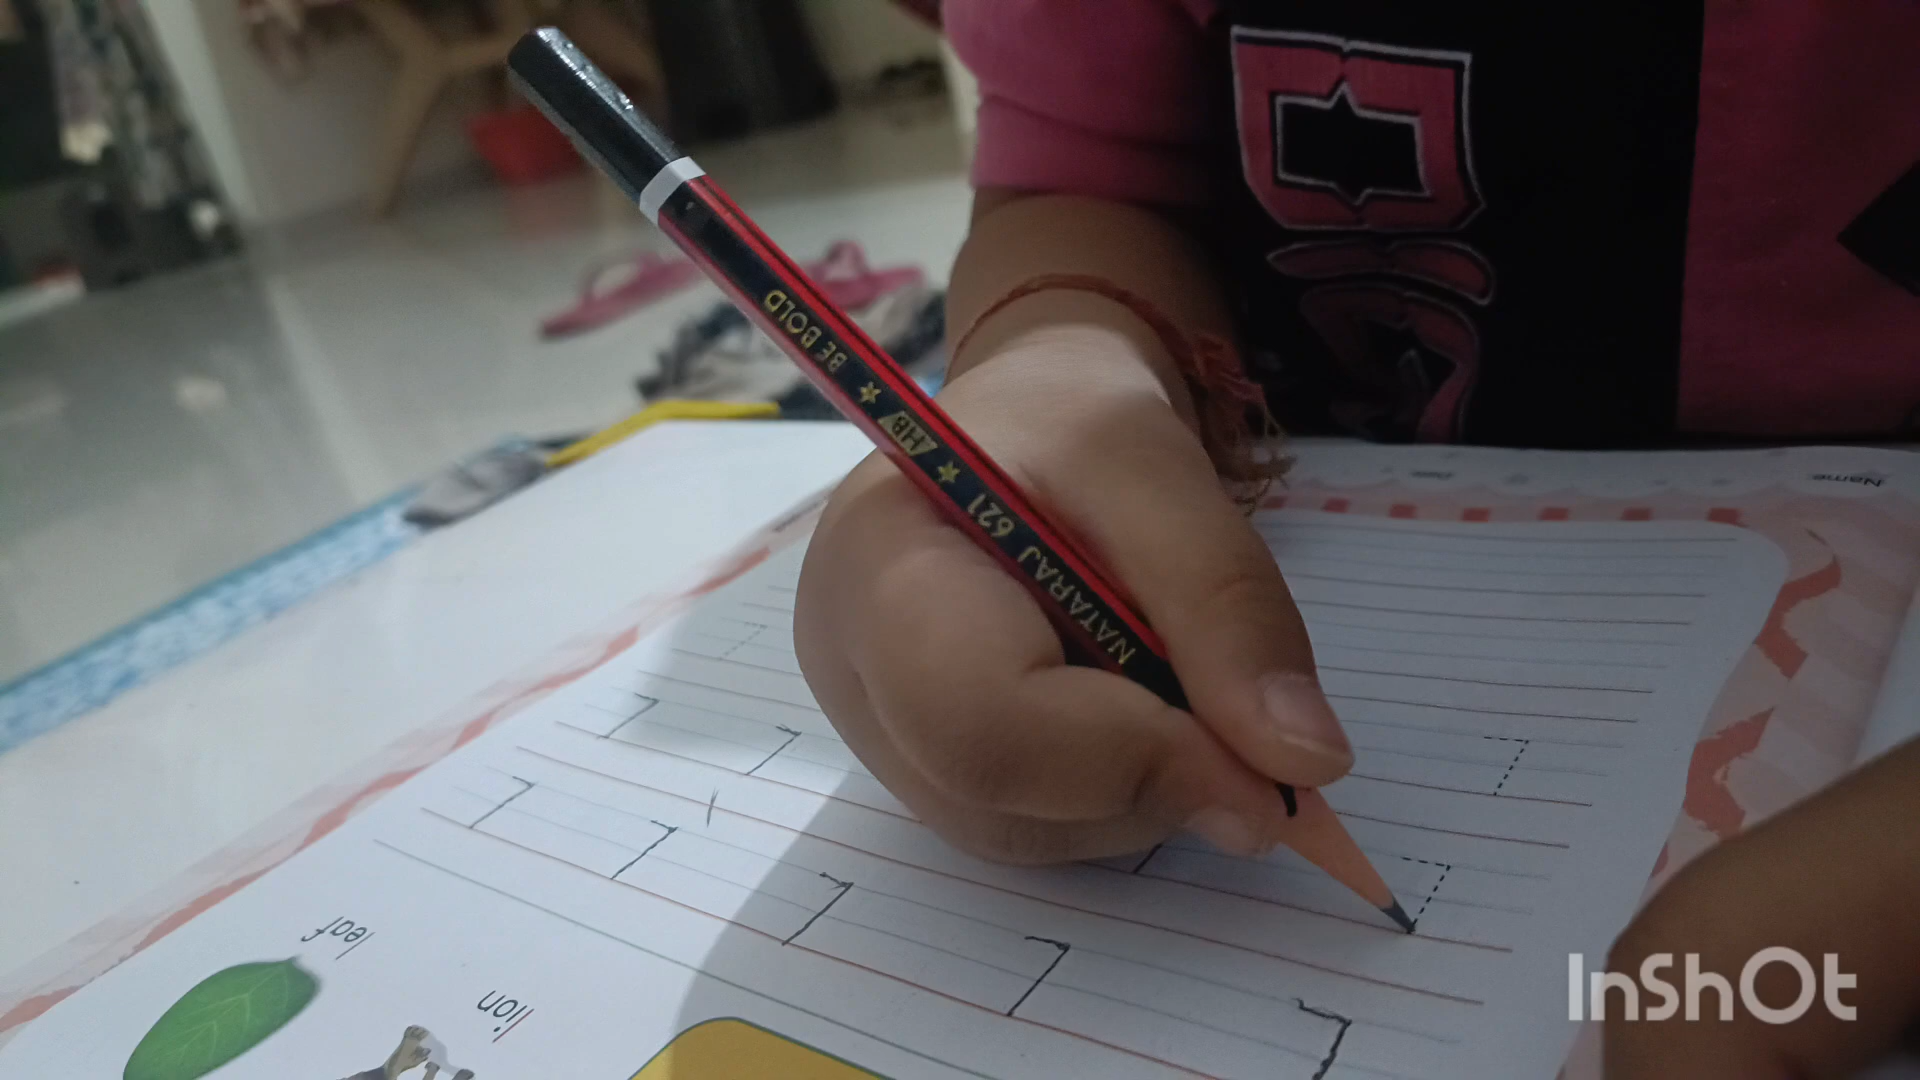 NATARAJ 621 ★ HB ★ BE BOLD
Name
leaf
lion
InShOt